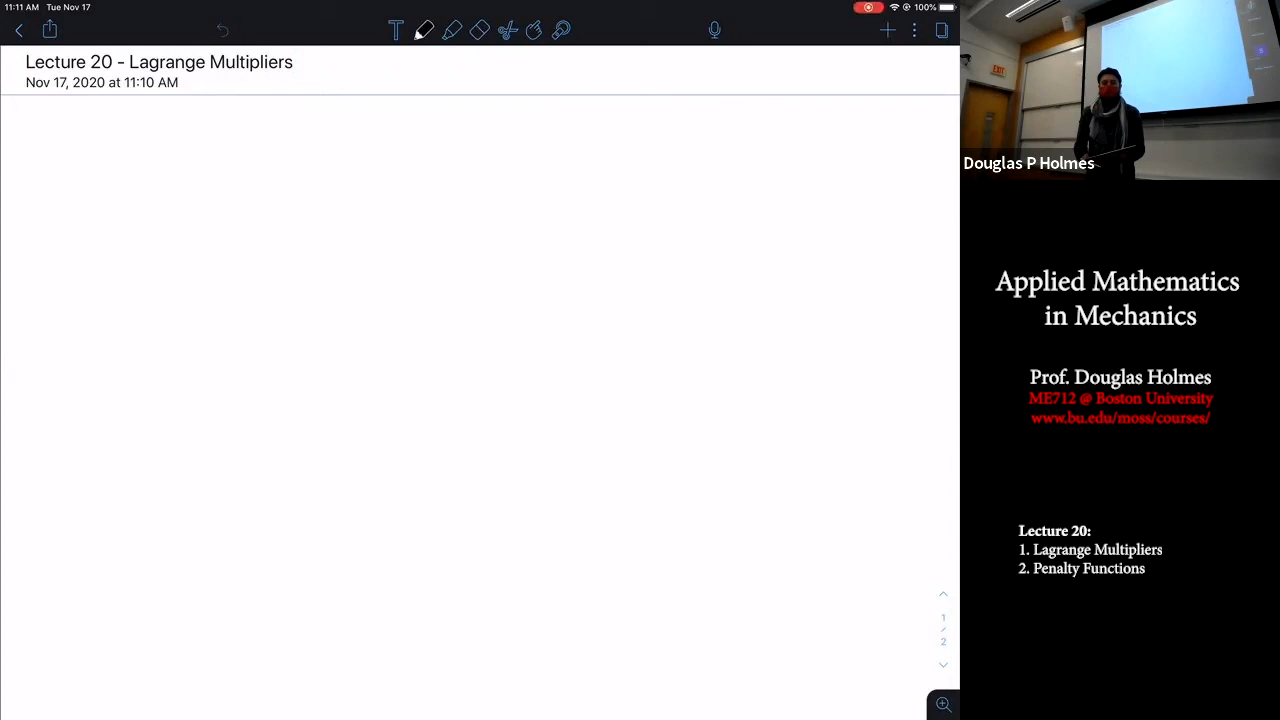 11:11 AM Tue Nov 17
100%
T
Lecture 20 - Lagrange Multipliers
Nov 17, 2020 at 11:10 AM
1
/
2
EXIT
Douglas P Holmes
Applied Mathematics
in Mechanics
Prof. Douglas Holmes
ME712 @ Boston University
www.bu.edu/moss/courses/
Lecture 20:
1. Lagrange Multipliers
2. Penalty Functions